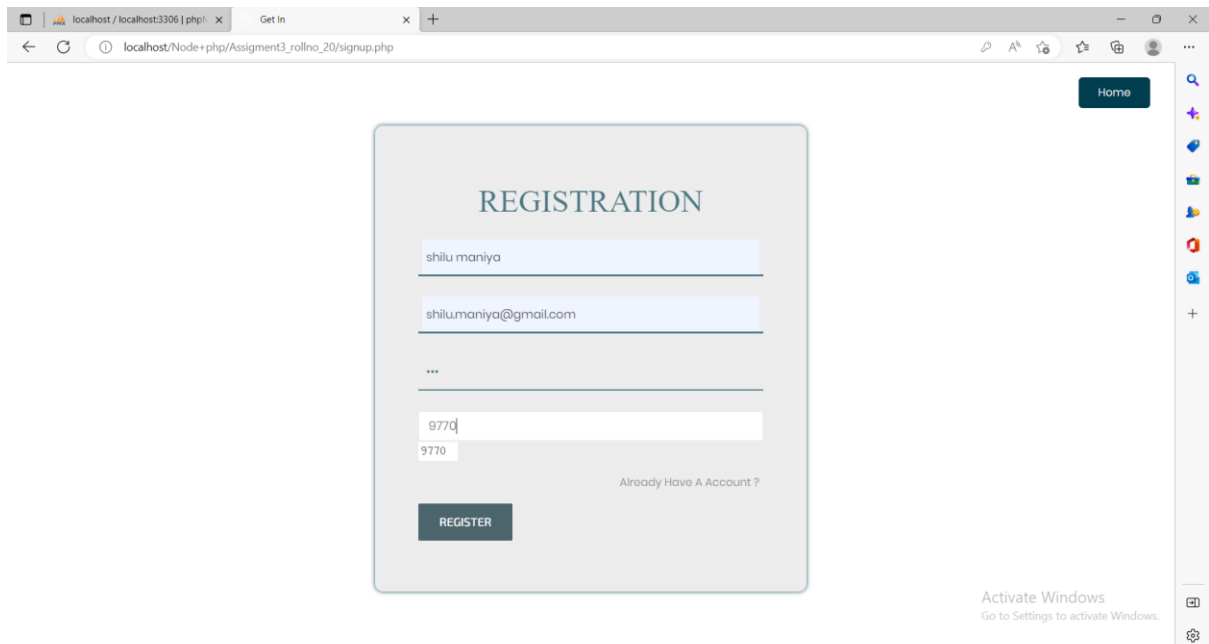 localhost / localhost:3306 | php
Get In
localhost/Node+php/Assigment3_rollno_20/signup.php
Home
REGISTRATION
shilu maniya
shilu.maniya@gmail.com
•••
9770
9770
Already Have A Account ?
REGISTER
Activate Windows
Go to Settings to activate Windows.